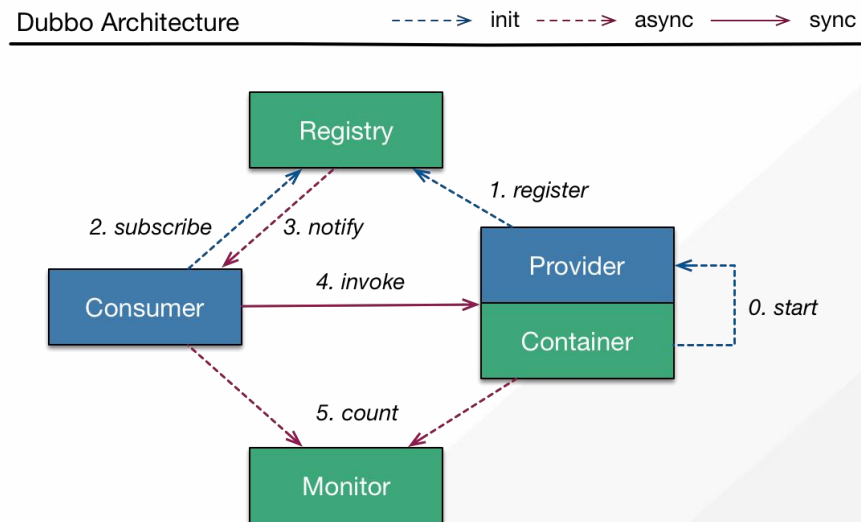 Dubbo Architecture
init
async
sync
Registry
1. register
2. subscribe
3. notify
Provider
Consumer
4. invoke
0. start
Container
5. count
Monitor